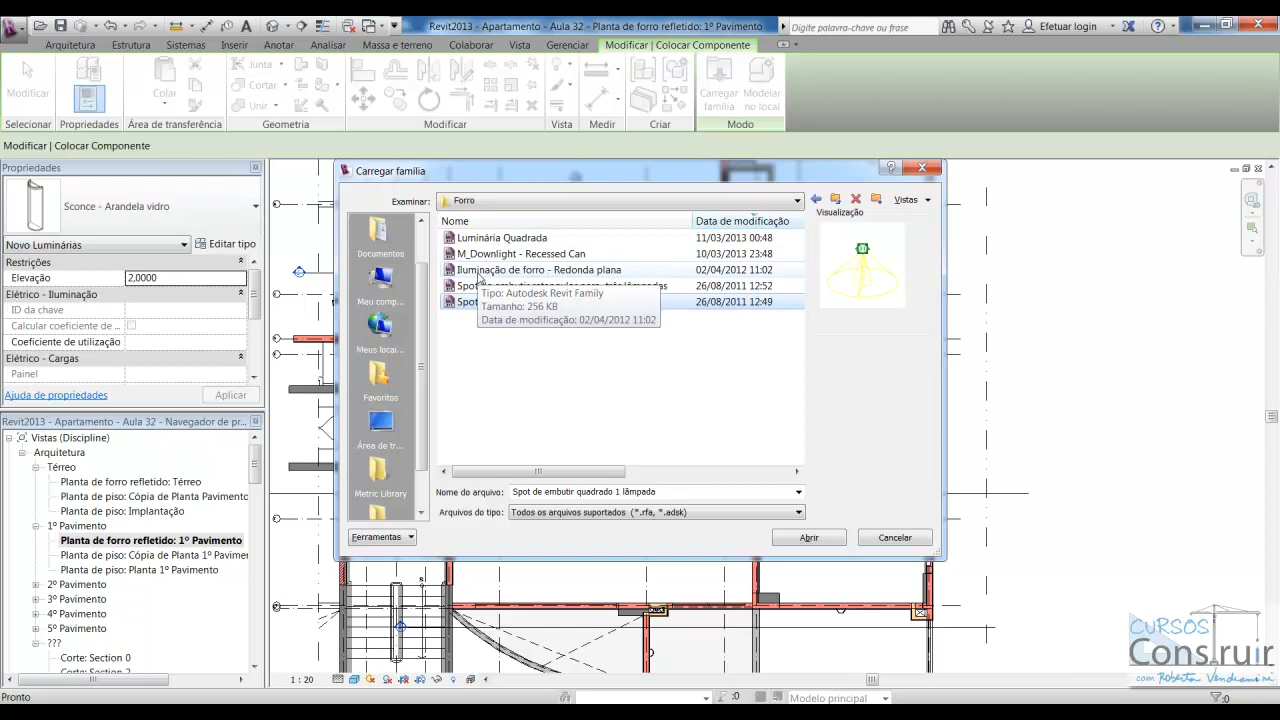 Revit2013 - Apartamento - Aula 32 - Planta de forro refletido: 1º Pavimento
Digite palavra-chave ou frase
Efetuar login
Arquitetura Estrutura Sistemas Inserir Anotar Analisar Massa e terreno Colaborar Vista Gerenciar Modificar | Colocar Componente
Modificar
Colar
Junta
Cortar
Unir
Carregar família
Modelar no local
Selecionar Propriedades Área de transferência Geometria Modificar Vista Medir Criar Modo
Modificar | Colocar Componente
Propriedades
Sconce - Arandela vidro
Novo Luminárias
Editar tipo
Restrições
Elevação 2,0000
Elétrico - Iluminação
ID da chave
Calcular coeficiente de
Coeficiente de utilização
Elétrico - Cargas
Painel
Ajuda de propriedades
Aplicar
Revit2013 - Apartamento - Aula 32 - Navegador de pr...
Vistas (Discipline)
Arquitetura
Térreo
Planta de forro refletido: Térreo
Planta de piso: Cópia de Planta Pavimento
Planta de piso: Implantação
1º Pavimento
Planta de forro refletido: 1º Pavimento
Planta de piso: Cópia de Planta 1º Pavimer
Planta de piso: Planta 1º Pavimento
2º Pavimento
3º Pavimento
4º Pavimento
5º Pavimento
???
Corte: Section 0
Carregar família
Examinar: Forro
Vistas
Nome Data de modificação
Luminária Quadrada 11/03/2013 00:48
M_Downlight - Recessed Can 10/03/2013 23:48
Iluminação de forro - Redonda plana 02/04/2012 11:02
26/08/2011 12:52
Spot 26/08/2011 12:49
Tipo: Autodesk Revit Family
Tamanho: 256 KB
Data de modificação: 02/04/2012 11:02
Visualização
Documentos
Meu comp...
Meus locai...
Favoritos
Área de tr...
Metric Library
Nome do arquivo: Spot de embutir quadrado 1 lâmpada
Arquivos do tipo: Todos os arquivos suportados (*.rfa, *.adsk)
Ferramentas
Abrir
Cancelar
1 : 20
Pronto
:0
Modelo principal
:0
CURSOS
Construir
com Roberta Vendramini